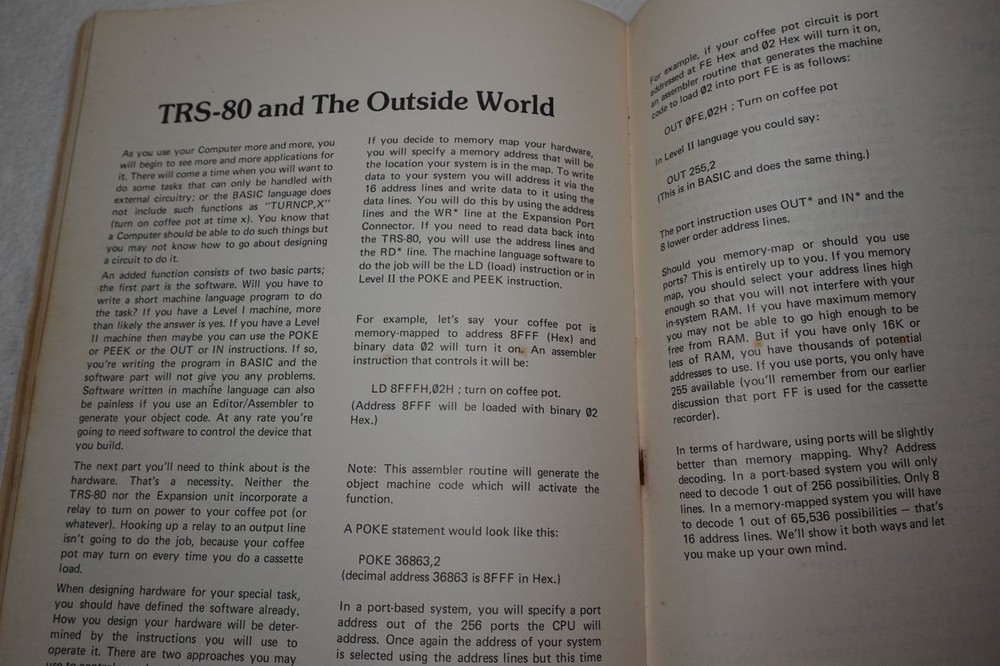 TRS-80 and The Outside World
As you use your Computer more and more, you
will begin to see more and more applications for
it. There will come a time when you will want to
do some tasks that can only be handled with
external circuitry; or the BASIC language does
not include such functions as "TURNCP,X"
(turn on coffee pot at time x). You know that
a Computer should be able to do such things but
you may not know how to go about designing
a circuit to do it.
An added function consists of two basic parts;
the first part is the software. Will you have to
write a short machine language program to do
the task? If you have a Level I machine, more
than likely the answer is yes. If you have a Level
II machine then maybe you can use the POKE
or PEEK or the OUT or IN instructions. If so,
you're writing the program in BASIC and the
software part will not give you any problems.
Software written in machine language can also
be painless if you use an Editor/Assembler to
generate your object code. At any rate you're
going to need software to control the device that
you build.
The next part you'll need to think about is the
hardware. That's a necessity. Neither the
TRS-80 nor the Expansion unit incorporate a
relay to turn on power to your coffee pot (or
whatever). Hooking up a relay to an output line
isn't going to do the job, because your coffee
pot may turn on every time you do a cassette
load.
When designing hardware for your special task,
you should have defined the software already.
How you design your hardware will be deter-
mined by the instructions you will use to
operate it. There are two approaches you may
If you decide to memory map your hardware,
you will specify a memory address that will be
the location your system is in the map. To write
data to your system you will address it via the
16 address lines and write data to it using the
data lines. You will do this by using the address
lines and the WR* line at the Expansion Port
Connector. If you need to read data back into
the TRS-80, you will use the address lines and
the RD* line. The machine language software to
do the job will be the LD (load) instruction or in
Level II the POKE and PEEK instruction.
For example, let's say your coffee pot is
memory-mapped to address 8FFF (Hex) and
binary data Ø2 will turn it on. An assembler
instruction that controls it will be:
LD 8FFFH,Ø2H ; turn on coffee pot.
(Address 8FFF will be loaded with binary Ø2
Hex.)
Note: This assembler routine will generate the
object machine code which will activate the
function.
A POKE statement would look like this:
POKE 36863,2
(decimal address 36863 is 8FFF in Hex.)
In a port-based system, you will specify a port
address out of the 256 ports the CPU will
address. Once again the address of your system
is selected using the address lines but this time
For example, if your coffee pot circuit is port
addressed at FE Hex and Ø2 Hex will turn it on,
an assembler routine that generates the machine
code to load Ø2 into port FE is as follows:
OUT ØFE,Ø2H ; Turn on coffee pot
In Level II language you could say:
OUT 255,2
(This is in BASIC and does the same thing.)
The port instruction uses OUT* and IN* and the
8 lower order address lines.
Should you memory-map or should you use
ports? This is entirely up to you. If you memory
map, you should select your address lines high
enough so that you will not interfere with your
in-system RAM. If you have maximum memory
you may not be able to go high enough to be
free from RAM. But if you have only 16K or
less of RAM, you have thousands of potential
addresses to use. If you use ports, you only have
255 available (you'll remember from our earlier
discussion that port FF is used for the cassette
recorder).
In terms of hardware, using ports will be slightly
better than memory mapping. Why? Address
decoding. In a port-based system you will only
need to decode 1 out of 256 possibilities. Only 8
lines. In a memory-mapped system you will have
to decode 1 out of 65,536 possibilities — that's
16 address lines. We'll show it both ways and let
you make up your own mind.